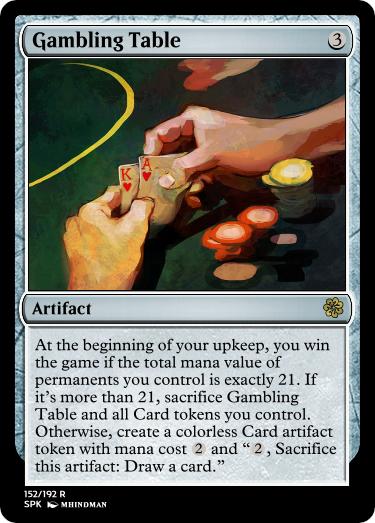 Gambling Table 3
K A
Artifact
At the beginning of your upkeep, you win
the game if the total mana value of
permanents you control is exactly 21. If
it's more than 21, sacrifice Gambling
Table and all Card tokens you control.
Otherwise, create a colorless Card artifact
token with mana cost 2 and “2, Sacrifice
this artifact: Draw a card.”
152/192 R
SPK MHINDMAN